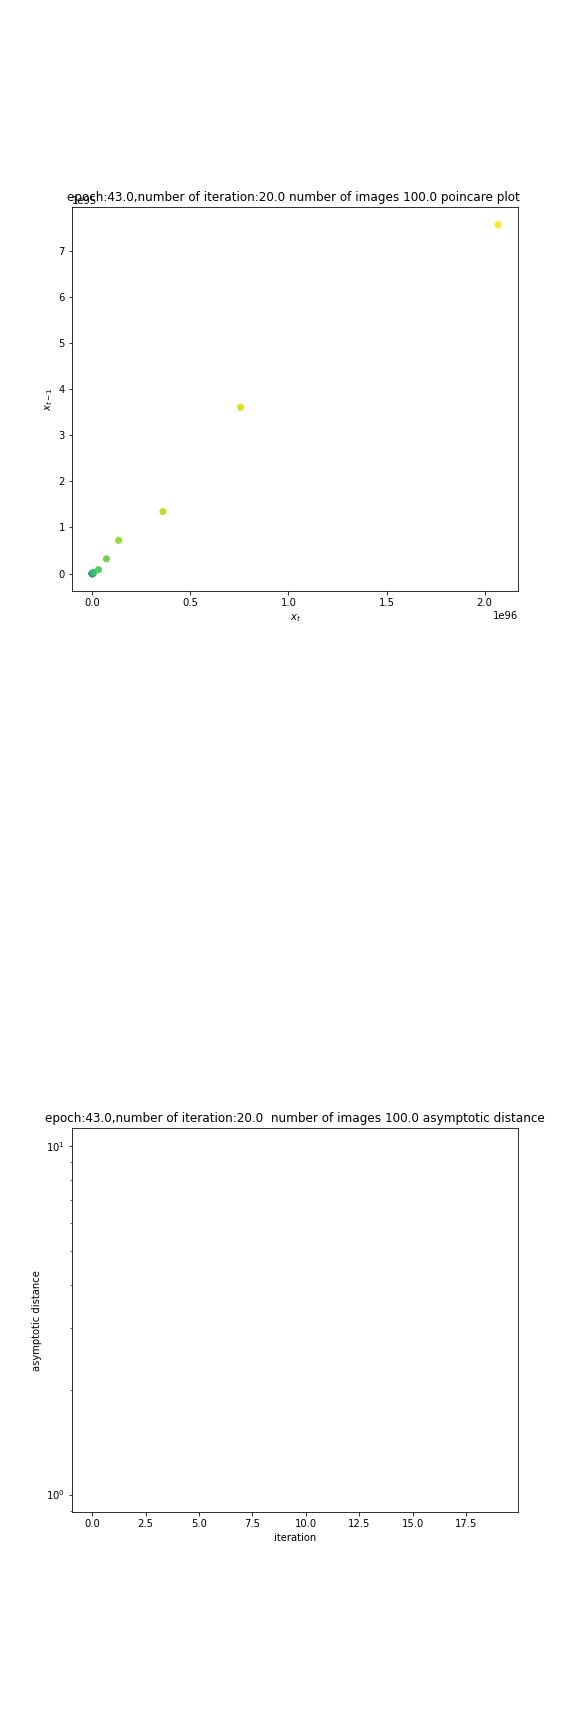 epoch:43.0,number of iteration:20.0 number of images 100.0 poincare plot
1e95
7
6
5
4
3
2
1
0
x_{t-1}
0.0 0.5 1.0 1.5 2.0
x_t
1e96
epoch:43.0,number of iteration:20.0  number of images 100.0 asymptotic distance
10^1
10^0
asymptotic distance
0.0 2.5 5.0 7.5 10.0 12.5 15.0 17.5
iteration